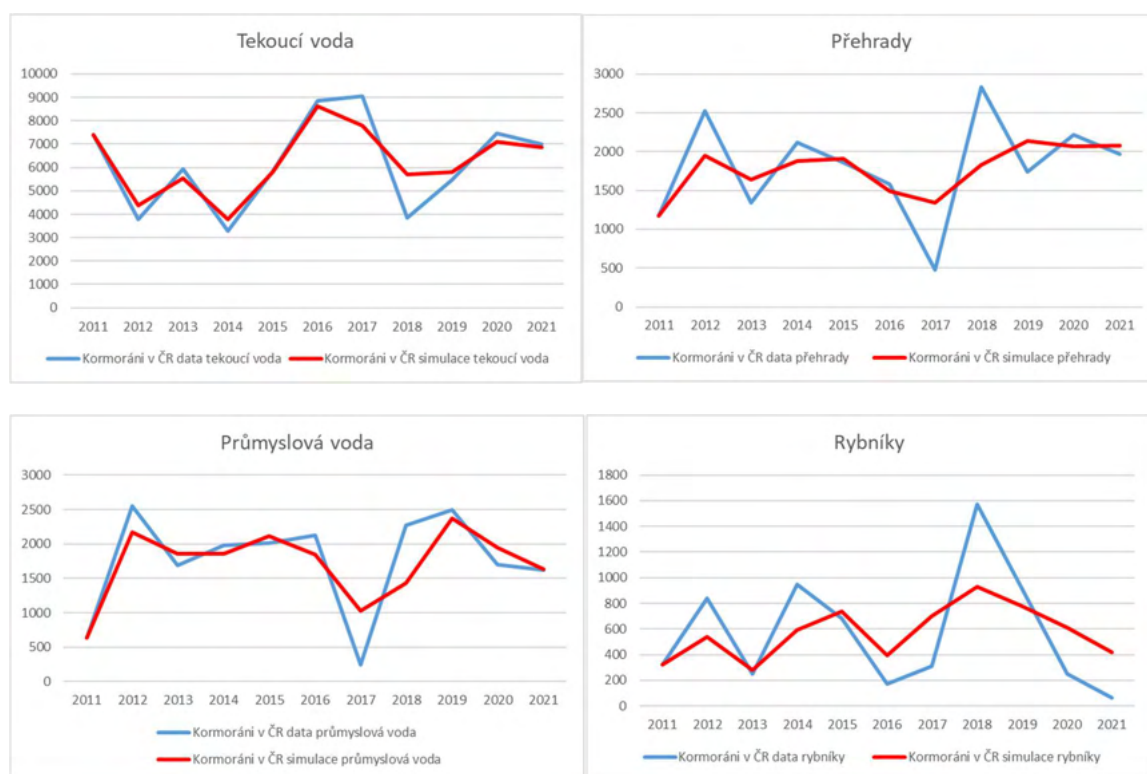 Tekoucí voda
10000
9000
8000
7000
6000
5000
4000
3000
2000
1000
0
2011 2012 2013 2014 2015 2016 2017 2018 2019 2020 2021
Kormoráni v ČR data tekoucí voda Kormoráni v ČR simulace tekoucí voda
Přehrady
3000
2500
2000
1500
1000
500
0
2011 2012 2013 2014 2015 2016 2017 2018 2019 2020 2021
Kormoráni v ČR data přehrady Kormoráni v ČR simulace přehrady
Průmyslová voda
3000
2500
2000
1500
1000
500
0
2011 2012 2013 2014 2015 2016 2017 2018 2019 2020 2021
Kormoráni v ČR data průmyslová voda
Kormoráni v ČR simulace průmyslová voda
Rybníky
1800
1600
1400
1200
1000
800
600
400
200
0
2011 2012 2013 2014 2015 2016 2017 2018 2019 2020 2021
Kormoráni v ČR data rybníky Kormoráni v ČR simulace rybníky